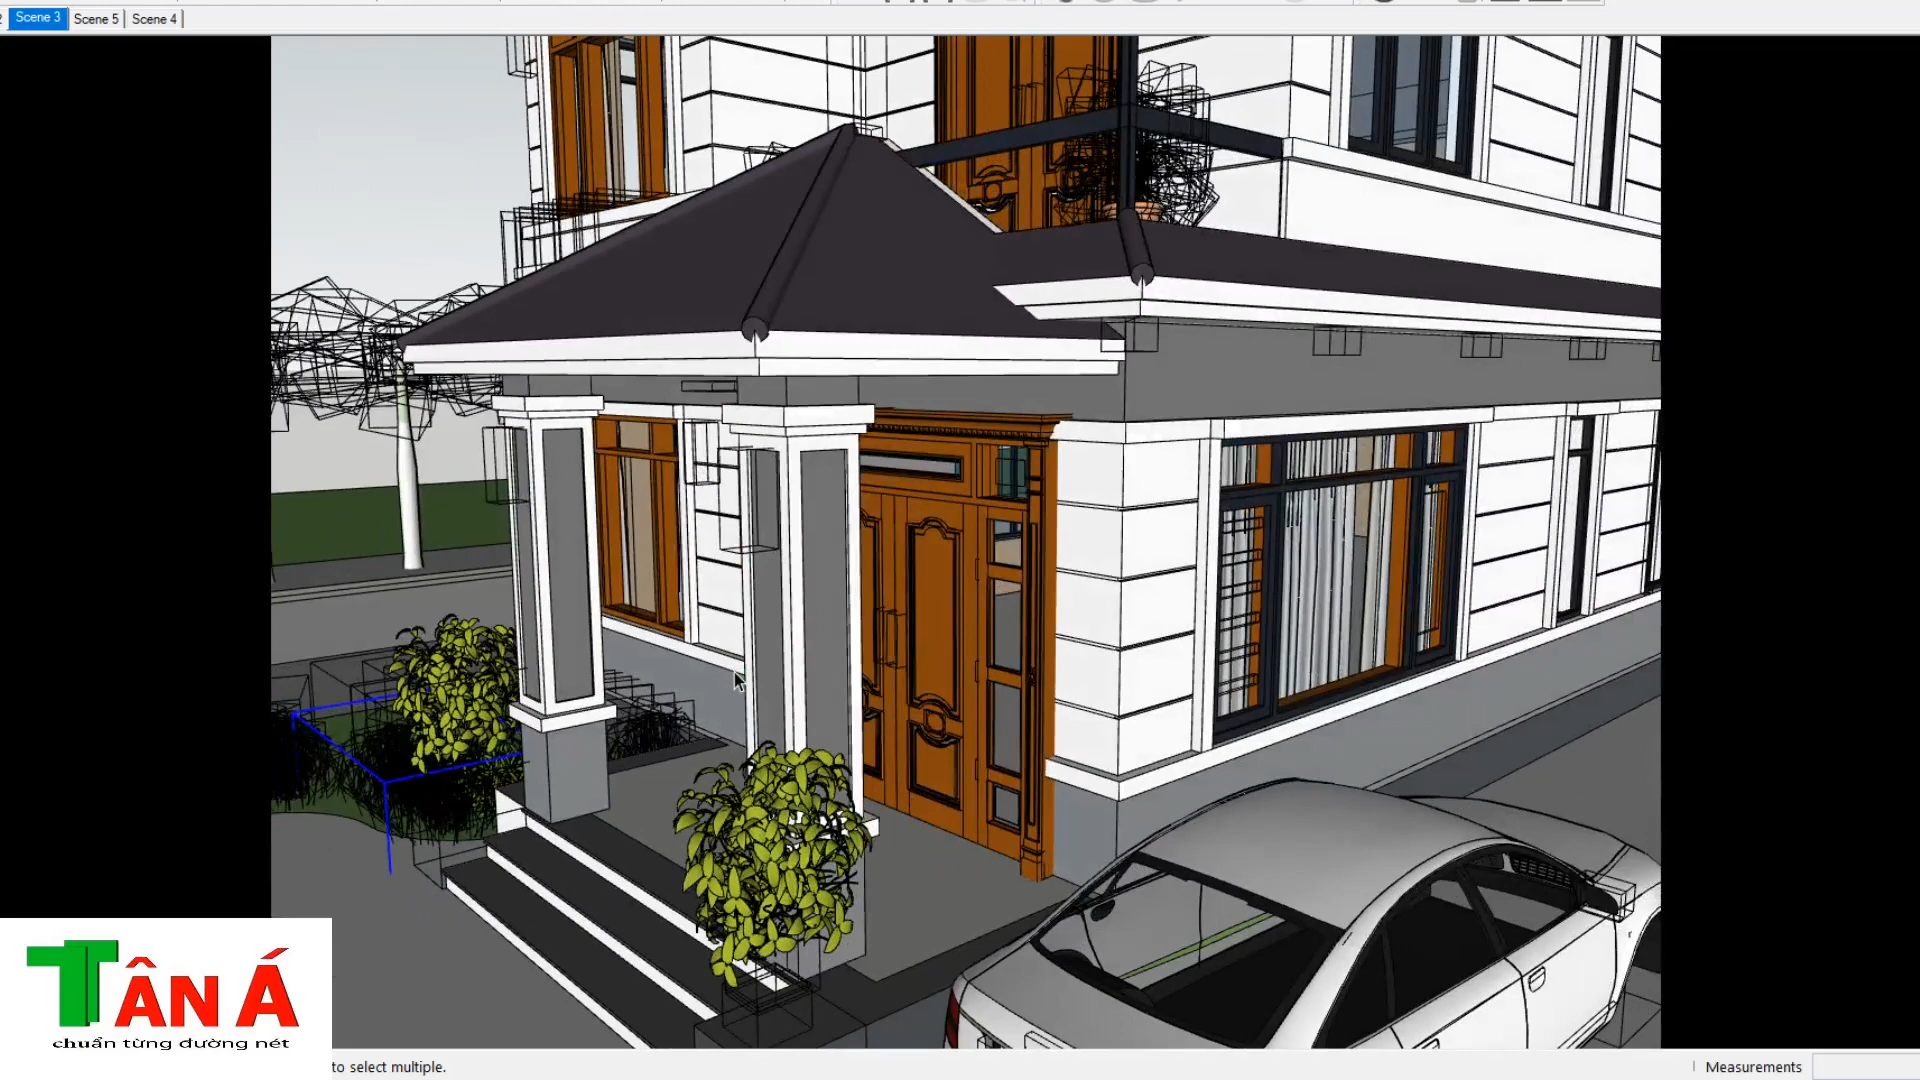 Scene 3 Scene 5 Scene 4
TÂN Á
chuẩn từng đường nét
to select multiple.
Measurements